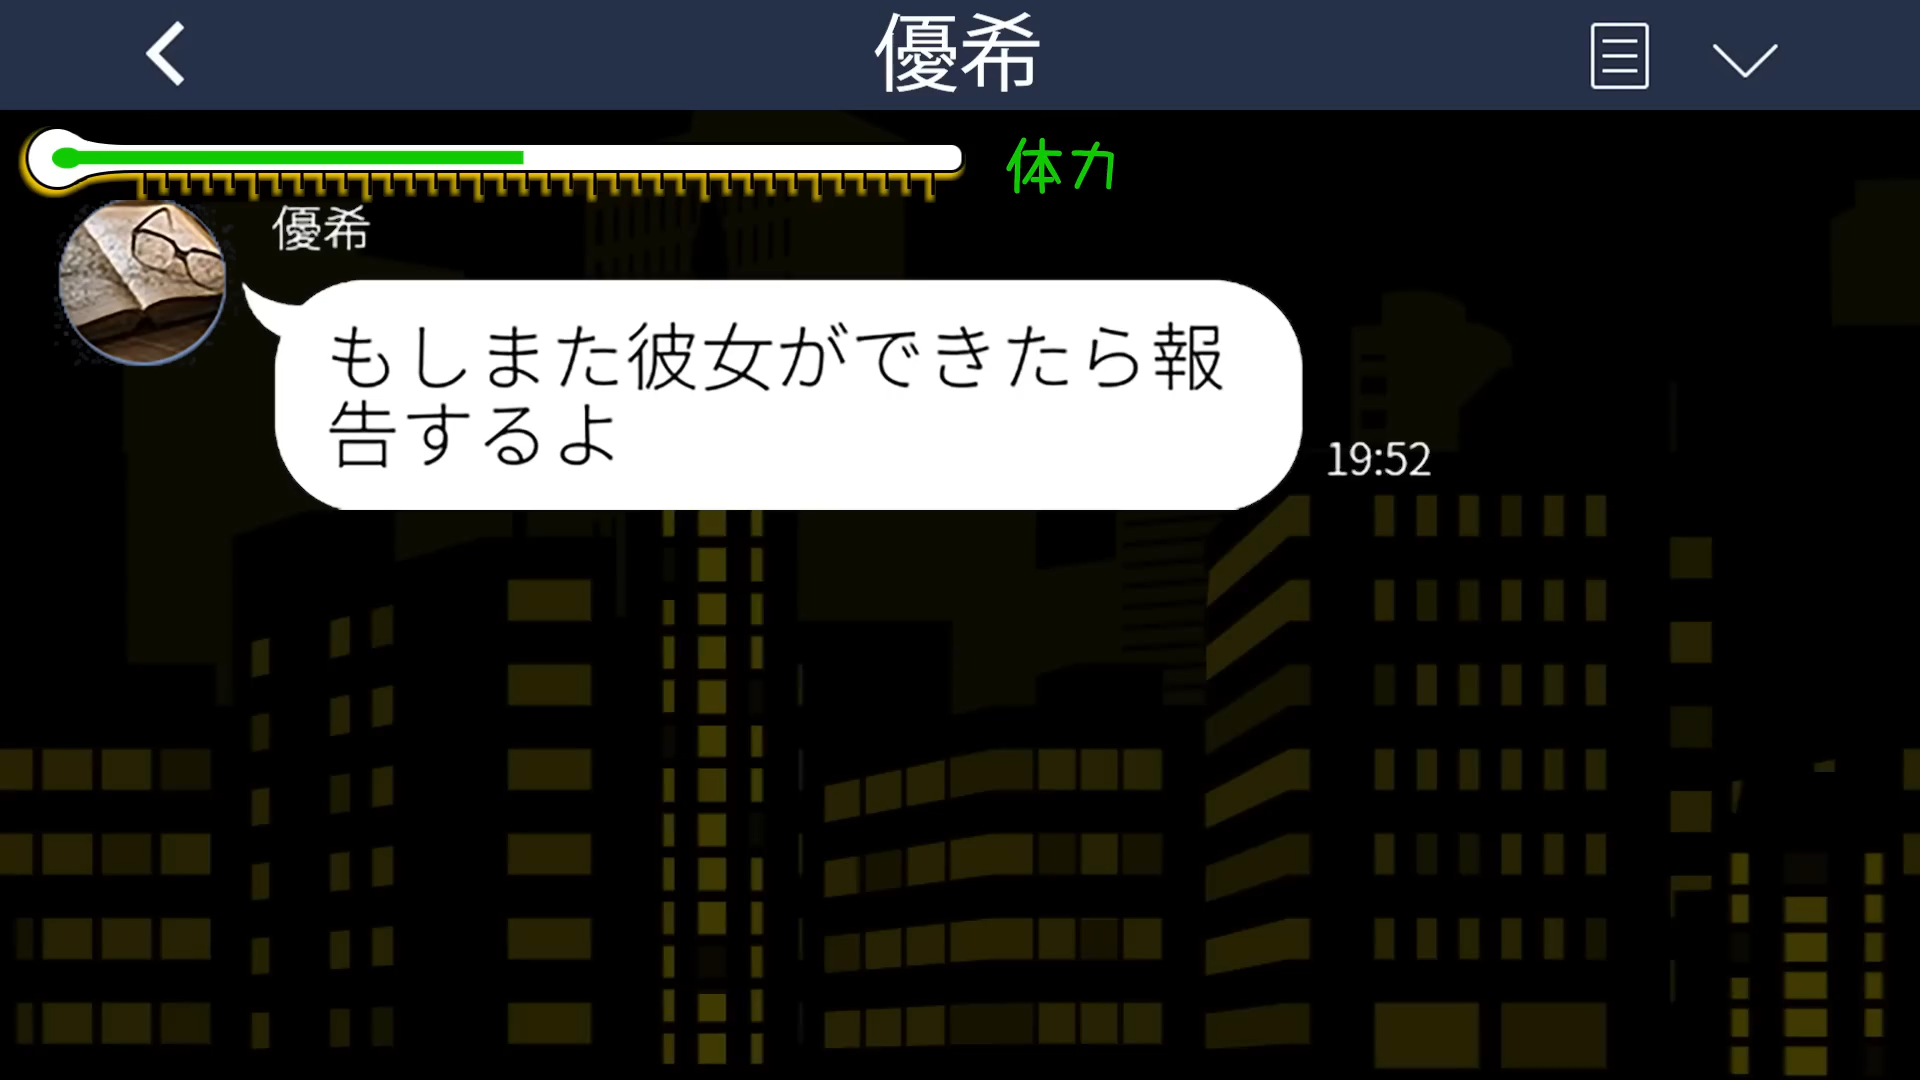 優希
体力
優希
もしまた彼女ができたら報
告するよ
19:52